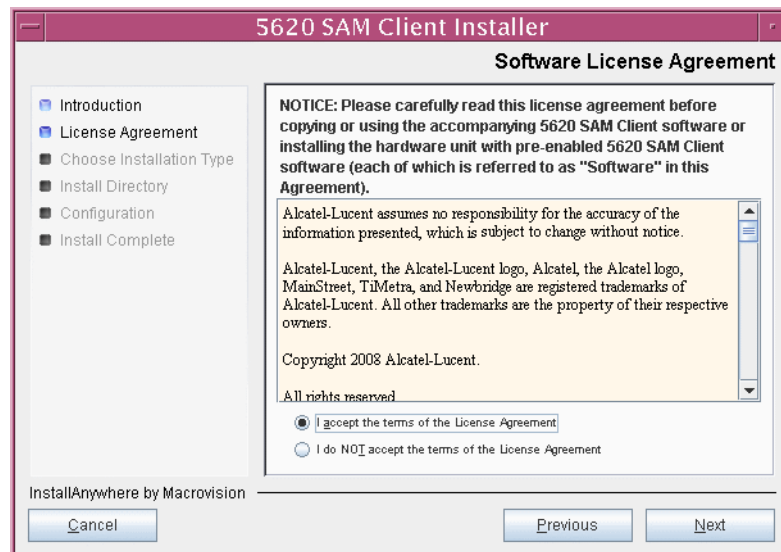 5620 SAM Client Installer
Software License Agreement
Introduction
License Agreement
Choose Installation Type
Install Directory
Configuration
Install Complete
NOTICE: Please carefully read this license agreement before
copying or using the accompanying 5620 SAM Client software or
installing the hardware unit with pre-enabled 5620 SAM Client
software (each of which is referred to as "Software" in this
Agreement).
Alcatel-Lucent assumes no responsibility for the accuracy of the
information presented, which is subject to change without notice.
Alcatel-Lucent, the Alcatel-Lucent logo, Alcatel, the Alcatel logo,
MainStreet, TiMetra, and Newbridge are registered trademarks of
Alcatel-Lucent. All other trademarks are the property of their respective
owners.
Copyright 2008 Alcatel-Lucent.
All rights reserved
I accept the terms of the License Agreement
I do NOT accept the terms of the License Agreement
InstallAnywhere by Macrovision
Cancel
Previous
Next